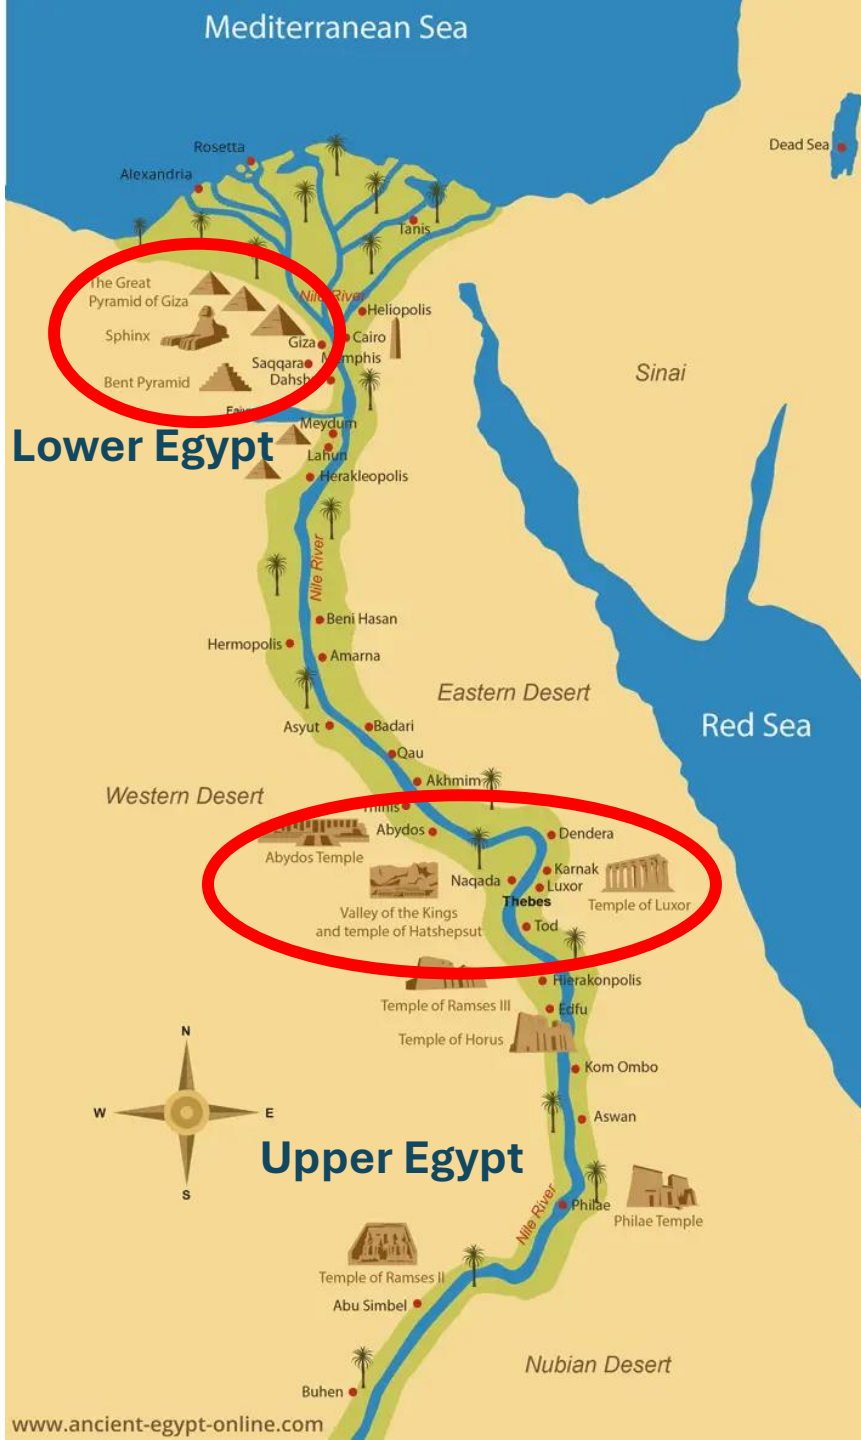 Mediterranean Sea
Rosetta
Dead Sea
Alexandria
Tanis
The Great
Pyramid of Giza
Nile River
Heliopolis
Sphinx
Giza
Cairo
Memphis
Saqqara
Sinai
Bent Pyramid
Meydum
Lower Egypt
Lahun
Herakleopolis
Nile River
Beni Hasan
Hermopolis
Amarna
Eastern Desert
Asyut
Badari
Red Sea
Qau
Akhmim
Western Desert
Thinis
Abydos
Dendera
Abydos Temple
Karnak
Naqada
Luxor
Thebes
Temple of Luxor
Valley of the Kings
and temple of Hatshepsut
Tod
Hierakonpolis
Temple of Ramses III
Edfu
Temple of Horus
N
Kom Ombo
W
E
Aswan
Upper Egypt
S
Philae
Nile River
Philae Temple
Temple of Ramses II
Abu Simbel
Nubian Desert
Buhen
www.ancient-egypt-online.com